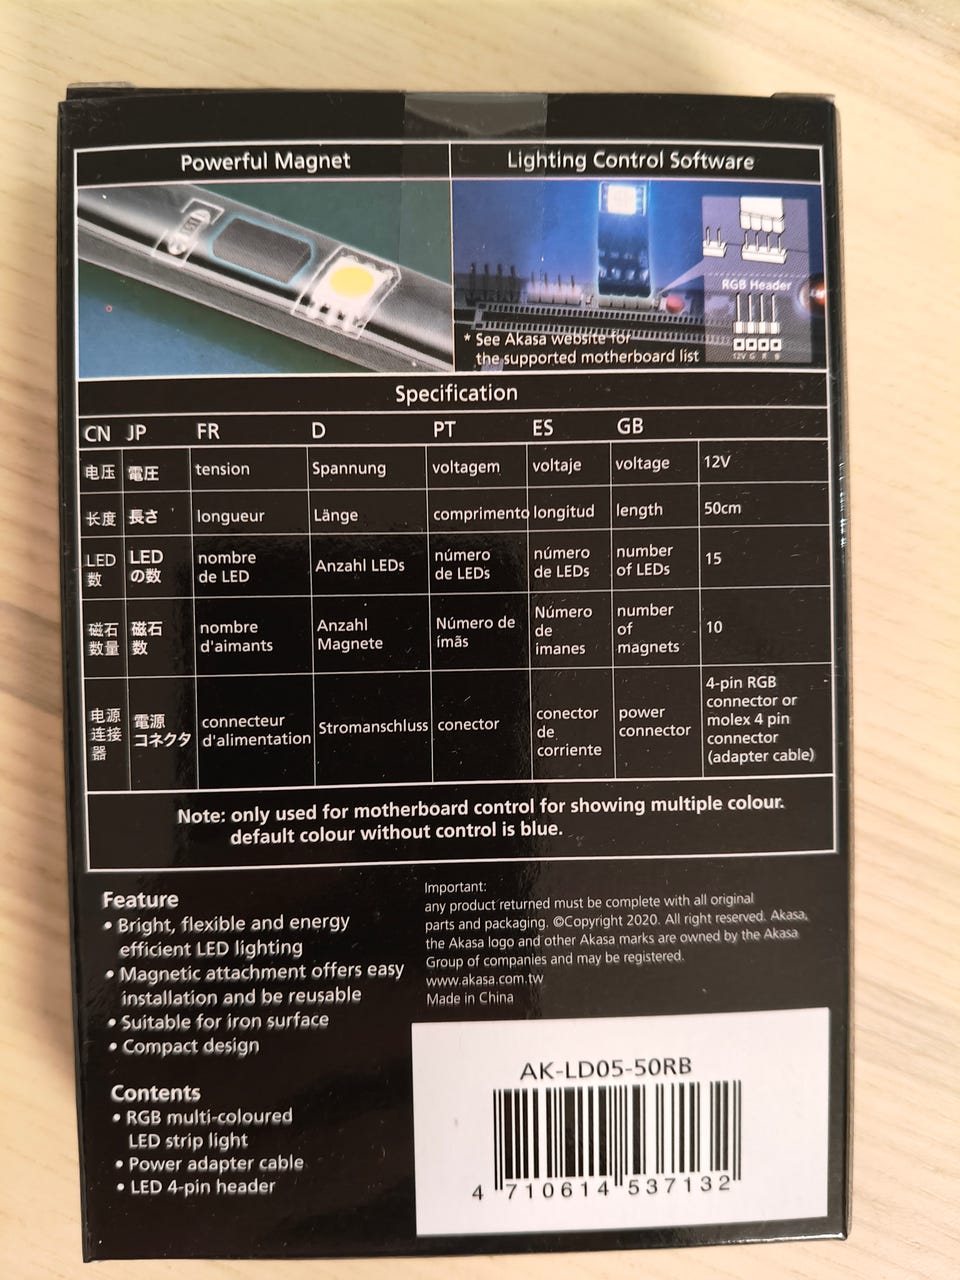 Powerful Magnet
Lighting Control Software
RGB Header
12V G R B
* See Akasa website for
the supported motherboard list
Specification
CN JP FR D PT ES GB
电压 電圧 tension Spannung voltagem voltaje voltage 12V
长度 長さ longueur Länge comprimento longitud length 50cm
LED
数
LED
の数
nombre
de LED
Anzahl LEDs
número
de LEDs
número
de LEDs
number
of LEDs
15
磁石
数量
磁石
数
nombre
d'aimants
Anzahl
Magnete
Número de
ímãs
Número
de
imanes
number
of
magnets
10
电源
连接
器
電源
コネクタ
connecteur
d'alimentation
Stromanschluss
conector
conector
de
corriente
power
connector
4-pin RGB
connector or
molex 4 pin
connector
(adapter cable)
Note: only used for motherboard control for showing multiple colour.
default colour without control is blue.
Feature
• Bright, flexible and energy
efficient LED lighting
• Magnetic attachment offers easy
installation and be reusable
• Suitable for iron surface
• Compact design
Contents
• RGB multi-coloured
LED strip light
• Power adapter cable
• LED 4-pin header
Important:
any product returned must be complete with all original
parts and packaging. ©Copyright 2020. All right reserved. Akasa,
the Akasa logo and other Akasa marks are owned by the Akasa
Group of companies and may be registered.
www.akasa.com.tw
Made in China
AK-LD05-50RB
4 710614 537132